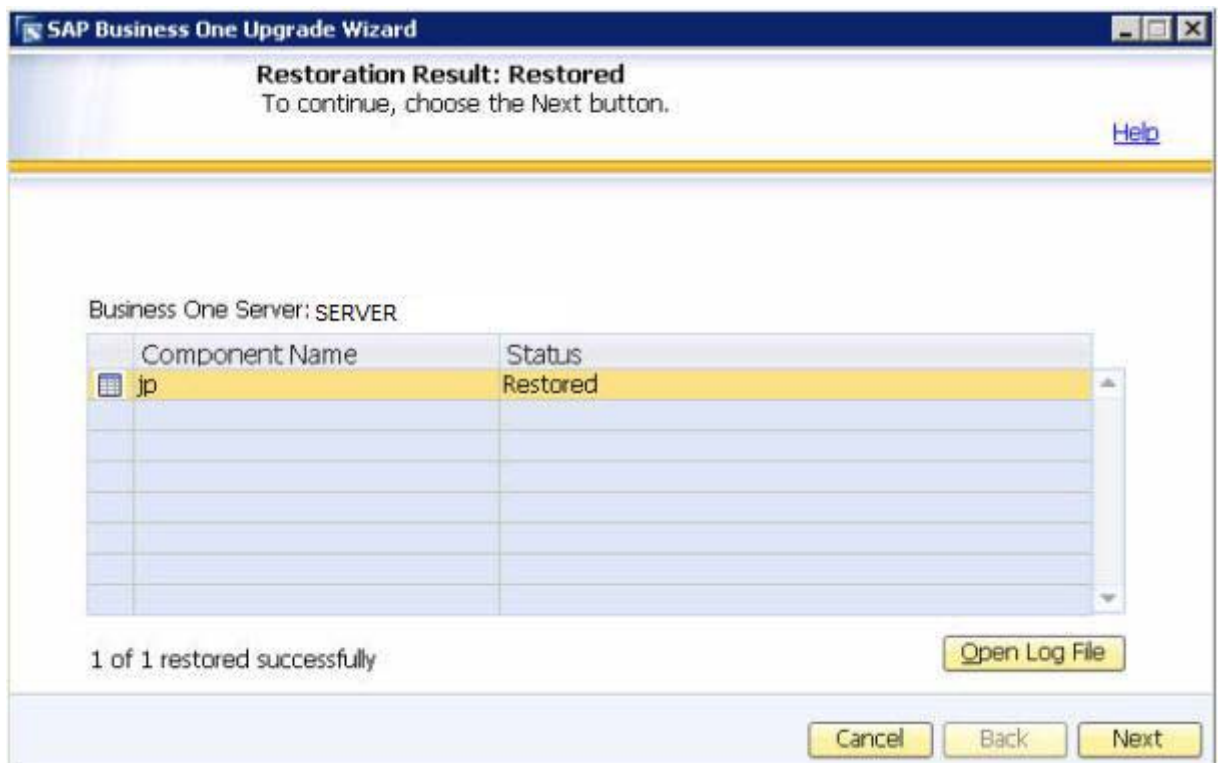 SAP Business One Upgrade Wizard
Restoration Result: Restored
To continue, choose the Next button.
Help
Business One Server: SERVER
Component Name Status
jp Restored
1 of 1 restored successfully
Open Log File
Cancel Back Next